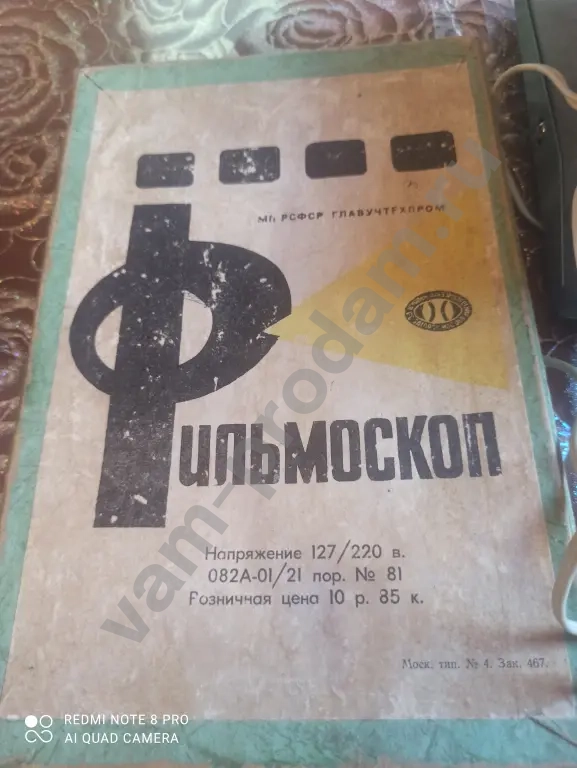 МП РСФСР ГЛАВУЧТЕХПРОМ
Фильмоскоп
Напряжение 127/220 в.
082А-01/21 пор. № 81
Розничная цена 10 р. 85 к.
Моск. тип. № 4. Зак. 467.
vam-prodam.ru
REDMI NOTE 8 PRO
AI QUAD CAMERA